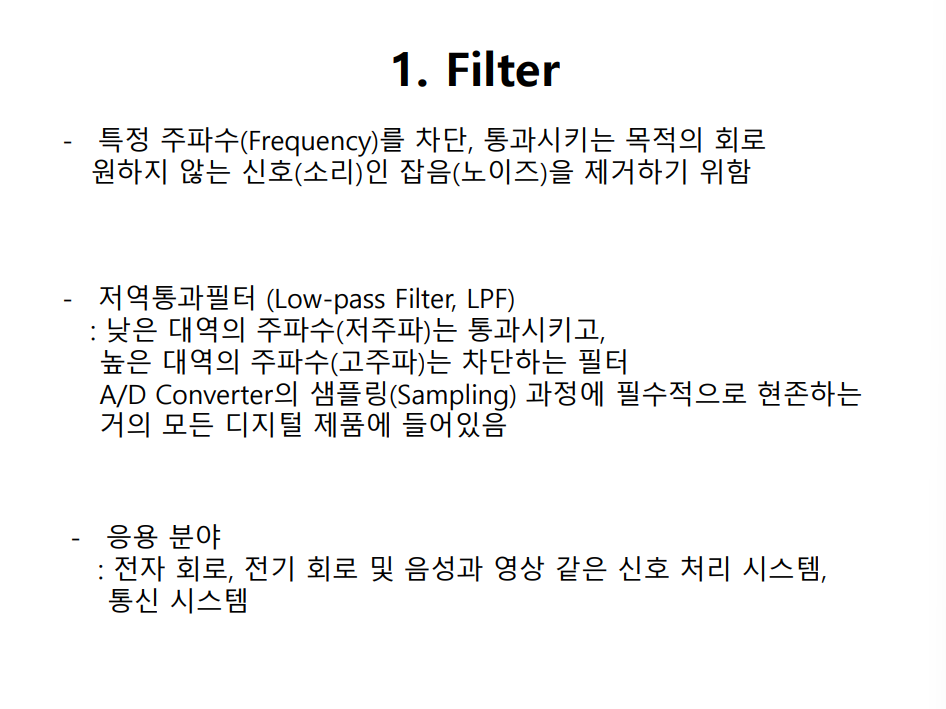 1. Filter
- 특정 주파수(Frequency)를 차단, 통과시키는 목적의 회로
원하지 않는 신호(소리)인 잡음(노이즈)을 제거하기 위함
- 저역통과필터 (Low-pass Filter, LPF)
: 낮은 대역의 주파수(저주파)는 통과시키고,
높은 대역의 주파수(고주파)는 차단하는 필터
A/D Converter의 샘플링(Sampling) 과정에 필수적으로 현존하는
거의 모든 디지털 제품에 들어있음
- 응용 분야
: 전자 회로, 전기 회로 및 음성과 영상 같은 신호 처리 시스템,
통신 시스템